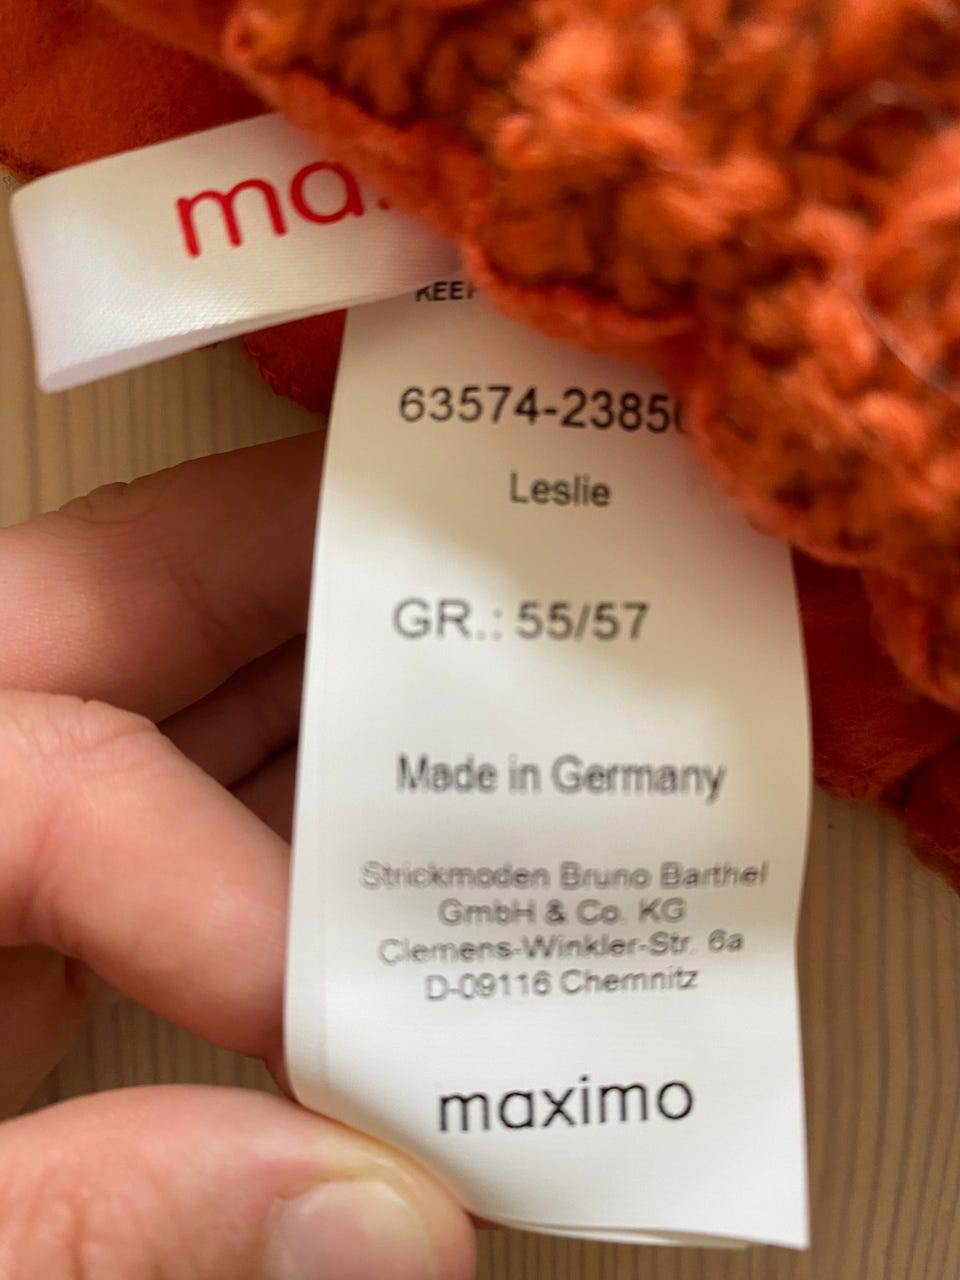 63574-2385
Leslie
GR.: 55/57
Made in Germany
Strickmoden Bruno Barthel
GmbH & Co. KG
Clemens-Winkler-Str. 6a
D-09116 Chemnitz
maximo